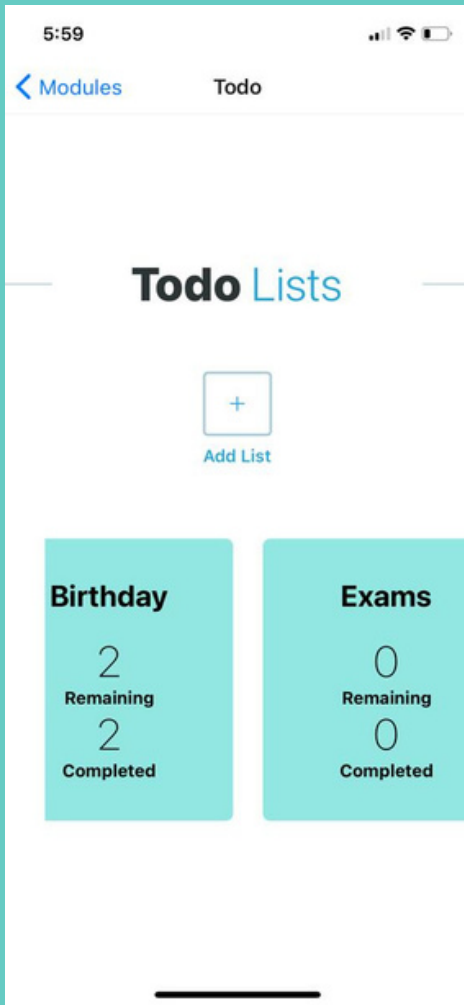 5:59
Modules
Todo
Todo Lists
+
Add List
Birthday
2
Remaining
2
Completed
Exams
0
Remaining
0
Completed